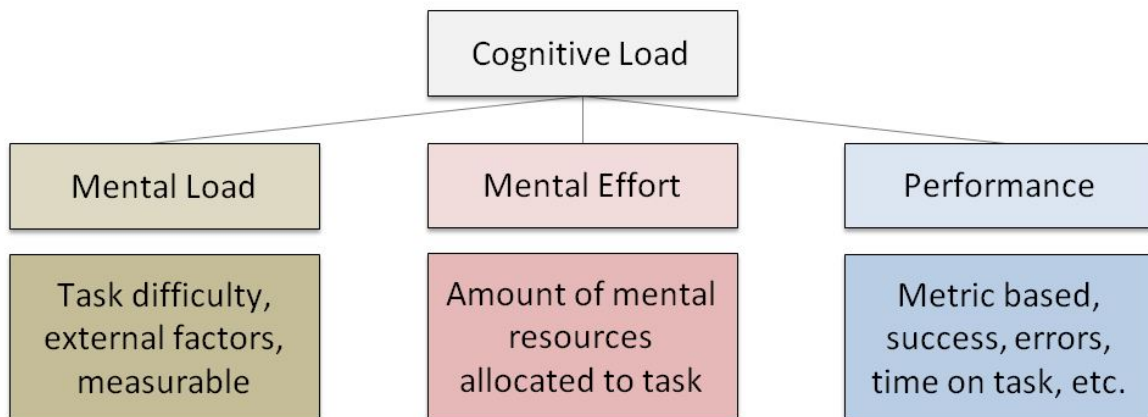 Cognitive Load
Mental Load
Mental Effort
Performance
Task difficulty,
external factors,
measurable
Amount of mental
resources
allocated to task
Metric based,
success, errors,
time on task, etc.